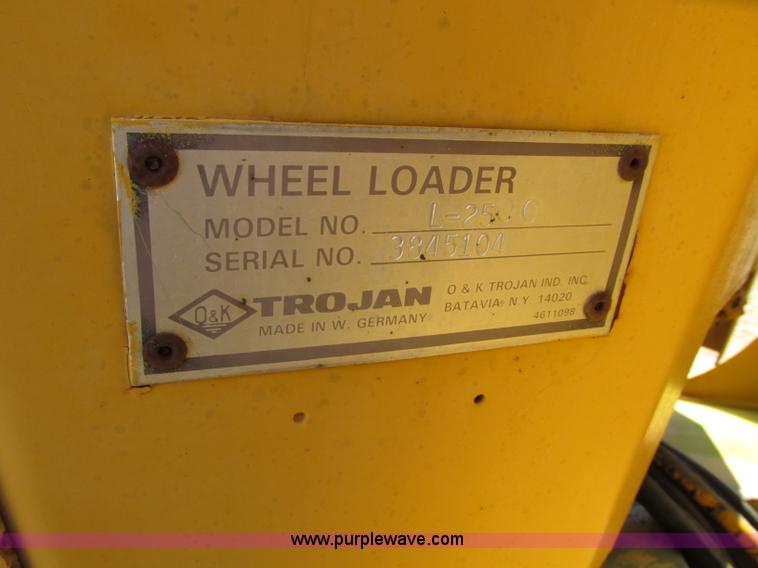 WHEEL LOADER
MODEL NO.
SERIAL NO. 3845104
O&K TROJAN
MADE IN W. GERMANY
O & K TROJAN IND. INC.
BATAVIA, N.Y. 14020
4611098
www.purplewave.com